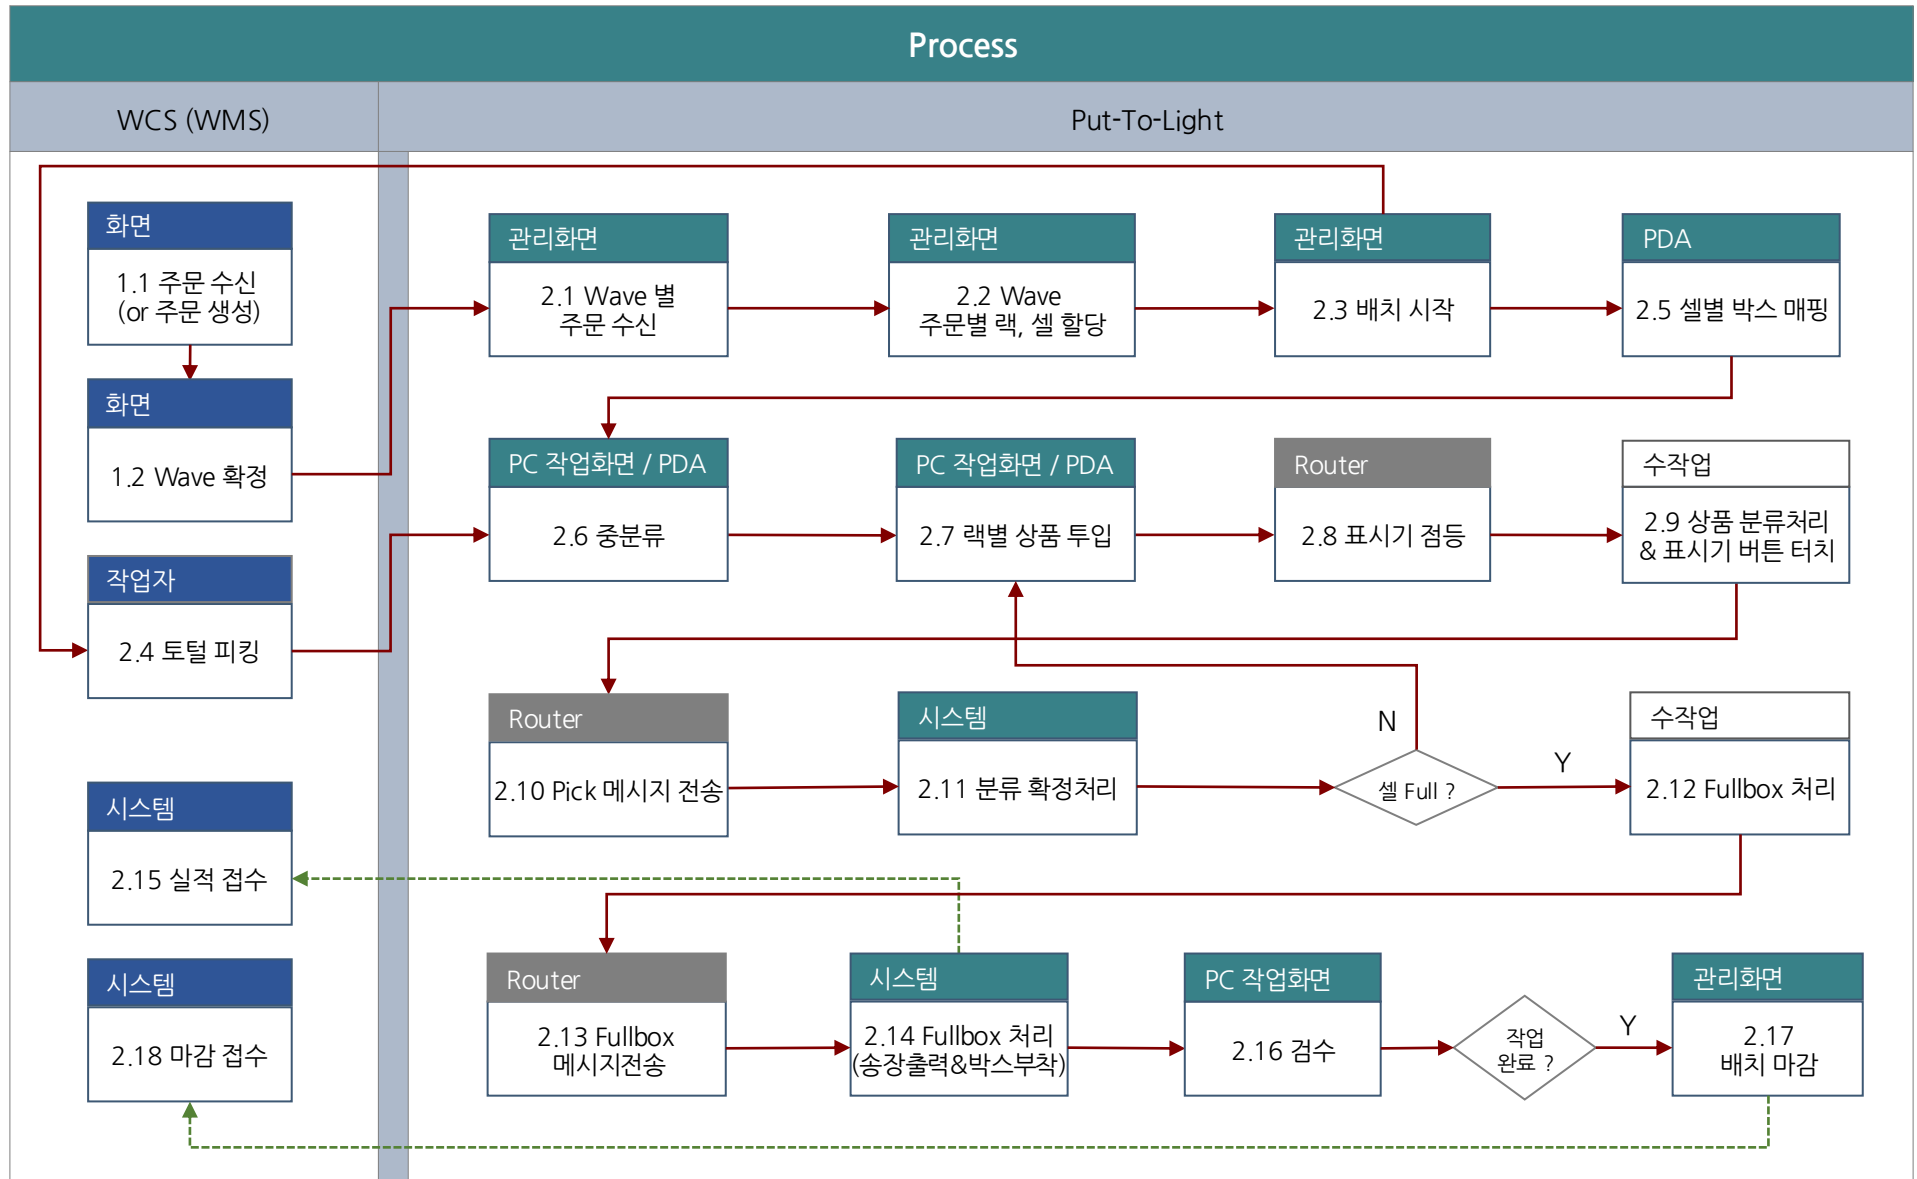 Process
WCS (WMS)
Put-To-Light
화면
1.1 주문 수신
(or 주문 생성)
화면
1.2 Wave 확정
작업자
2.4 토털 피킹
시스템
2.15 실적 접수
시스템
2.18 마감 접수
관리화면
2.1 Wave 별
주문 수신
관리화면
2.2 Wave
주문별 랙, 셀 할당
관리화면
2.3 배치 시작
PDA
2.5 셀별 박스 매핑
PC 작업화면 / PDA
2.6 중분류
PC 작업화면 / PDA
2.7 랙별 상품 투입
Router
2.8 표시기 점등
수작업
2.9 상품 분류처리
& 표시기 버튼 터치
Router
2.10 Pick 메시지 전송
시스템
2.11 분류 확정처리
셀 Full ?
N
Y
수작업
2.12 Fullbox 처리
Router
2.13 Fullbox
메시지전송
시스템
2.14 Fullbox 처리
(송장출력&박스부착)
PC 작업화면
2.16 검수
작업
완료 ?
Y
관리화면
2.17
배치 마감